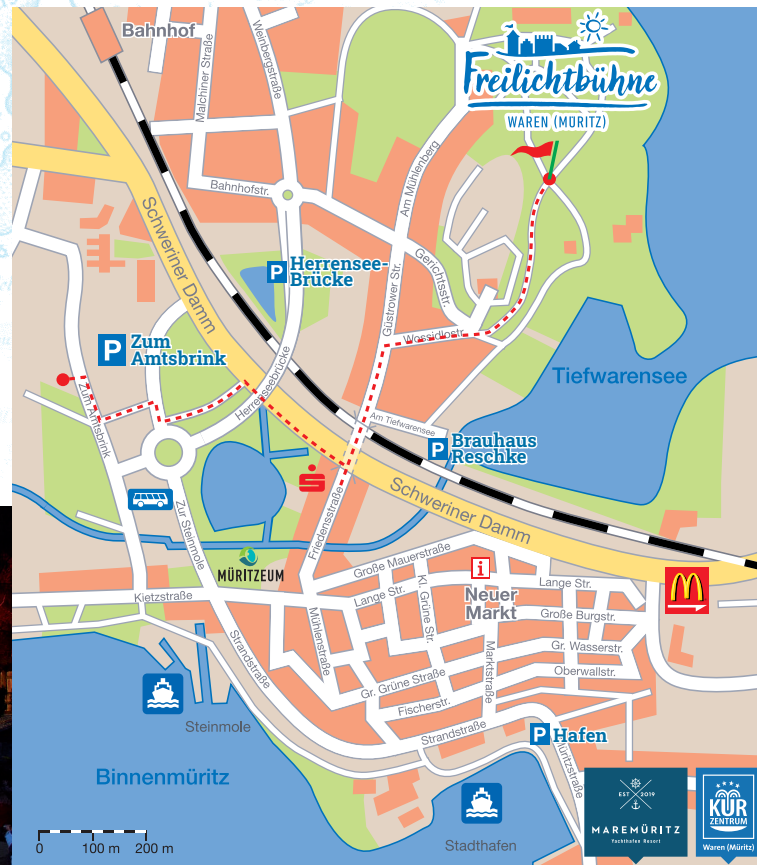 Bahnhof
Weinbergstraße
Malchiner Straße
Freilichtbühne
WAREN (MÜRITZ)
Bahnhofstr.
Am Mühlenberg
Schweriner Damm
P Herrensee-
Brücke
Gerichtsstr.
Güstrower Str.
Wossidlostr.
P Zum
Amtsbrink
Zum Amtsbrink
Herrenseebrücke
Tiefwarensee
Am Tiefwarensee
P Brauhaus
Reschke
Schweriner Damm
Zur Steinmole
Friedensstraße
MÜRITZEUM
Große Mauerstraße
i
Neuer
Markt
Lange Str.
Lange Str.
Kl. Grüne Str.
Große Burgstr.
Kietzstraße
Mühlenstraße
Strandstraße
Marktstraße
Gr. Wasserstr.
Oberwallstr.
Gr. Grüne Straße
Fischerstr.
Strandstraße
Steinmole
P Hafen
Müritzstraße
Binnenmüritz
Stadthafen
EST 2019
MAREMÜRITZ
Yachthafen Resort
KUR
ZENTRUM
Waren (Müritz)
0 100 m 200 m